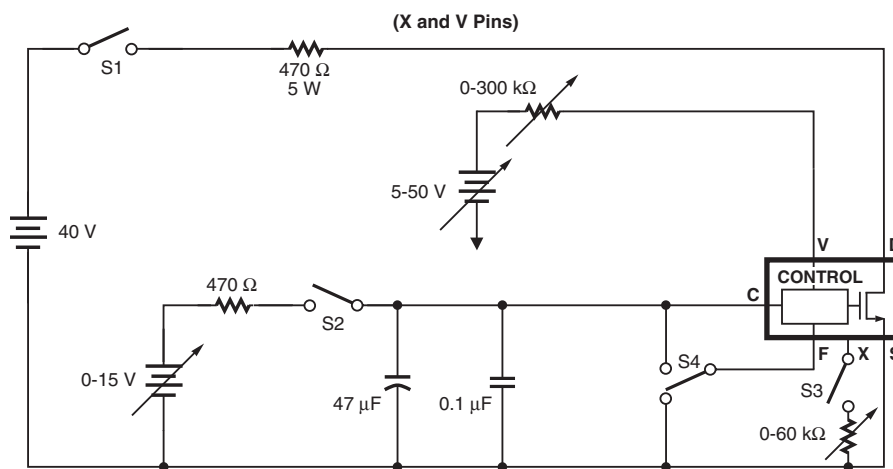 (X and V Pins)
S1
470 Ω
5 W
0-300 kΩ
5-50 V
40 V
V
D
CONTROL
C
470 Ω
S2
F
X
S
S4
S3
0-15 V
47 µF
0.1 µF
0-60 kΩ